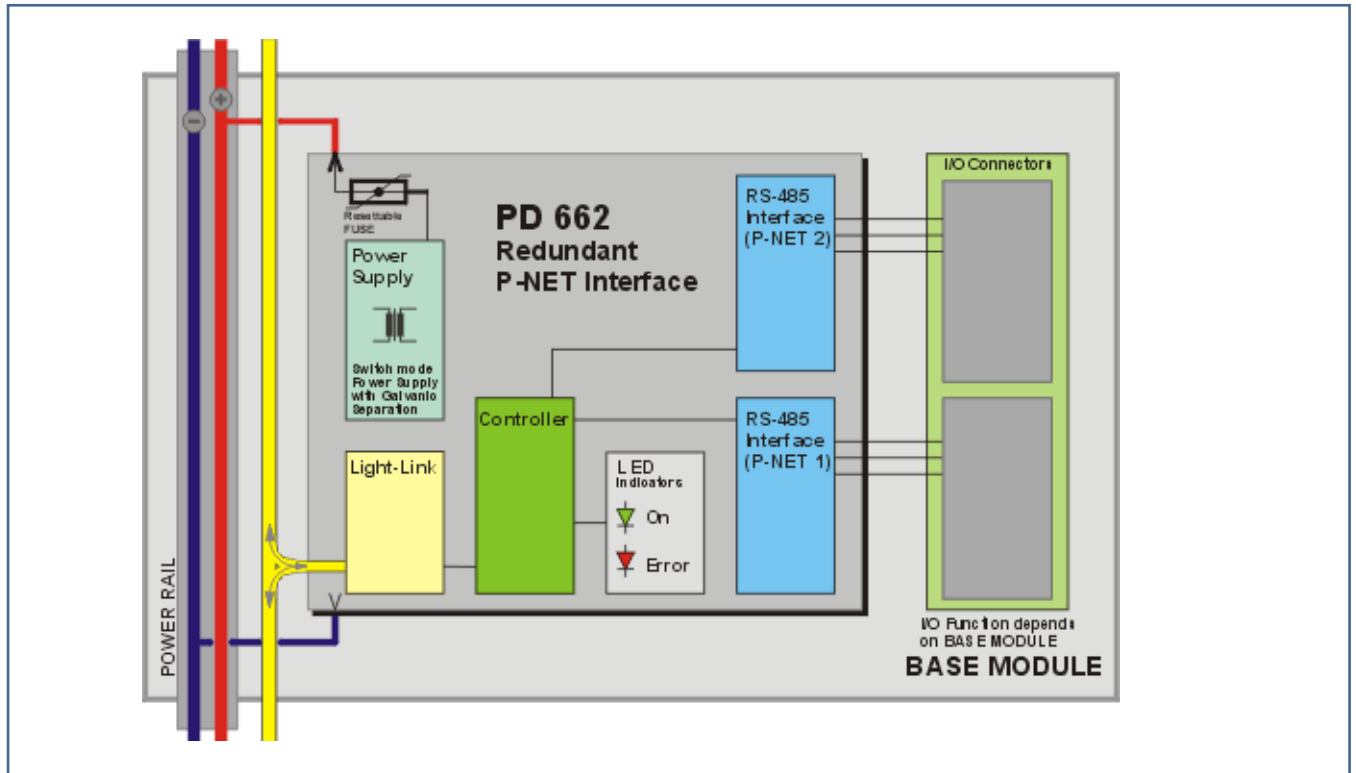 POWER RAIL
−
+
Resettable
FUSE
Power
Supply
Switch mode
Power Supply
with Galvanic
Separation
PD 662
Redundant
P-NET Interface
Light-Link
Controller
LED
Indicators
On
Error
RS-485
Interface
(P-NET 2)
RS-485
Interface
(P-NET 1)
I/O Connectors
I/O Function depends
on BASE MODULE
BASE MODULE